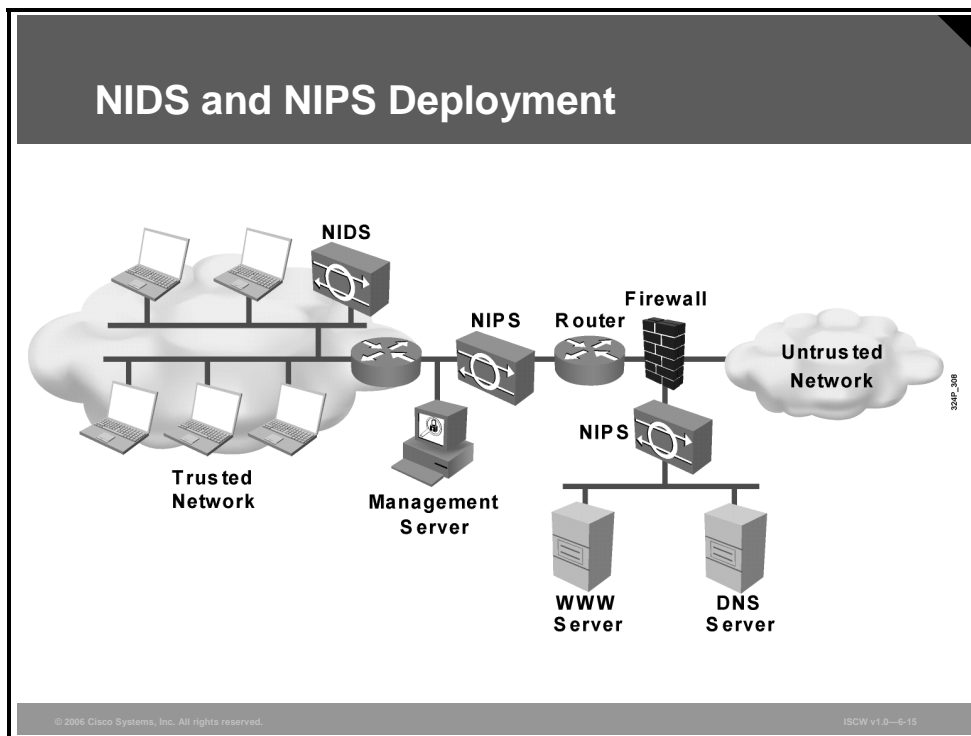 NIDS and NIPS Deployment
NIDS
NIPS
Router
Firewall
Untrusted
Network
NIPS
Trusted
Network
Management
Server
WWW
Server
DNS
Server
324P_308
© 2006 Cisco Systems, Inc. All rights reserved.
ISCW v1.0—6-15